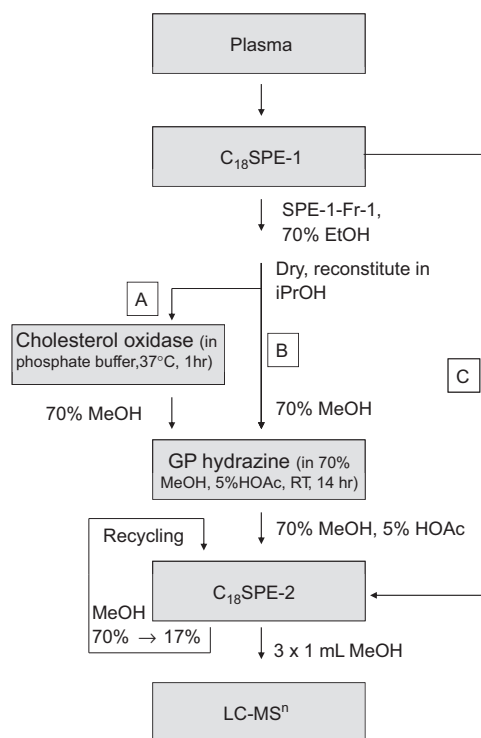 Plasma
C₁₈SPE-1
SPE-1-Fr-1,
70% EtOH
Dry, reconstitute in
iPrOH
A
Cholesterol oxidase (in
phosphate buffer,37°C, 1hr)
B
C
70% MeOH
70% MeOH
GP hydrazine (in 70%
MeOH, 5%HOAc, RT, 14 hr)
70% MeOH, 5% HOAc
Recycling
C₁₈SPE-2
MeOH
70% → 17%
3 x 1 mL MeOH
LC-MSⁿ